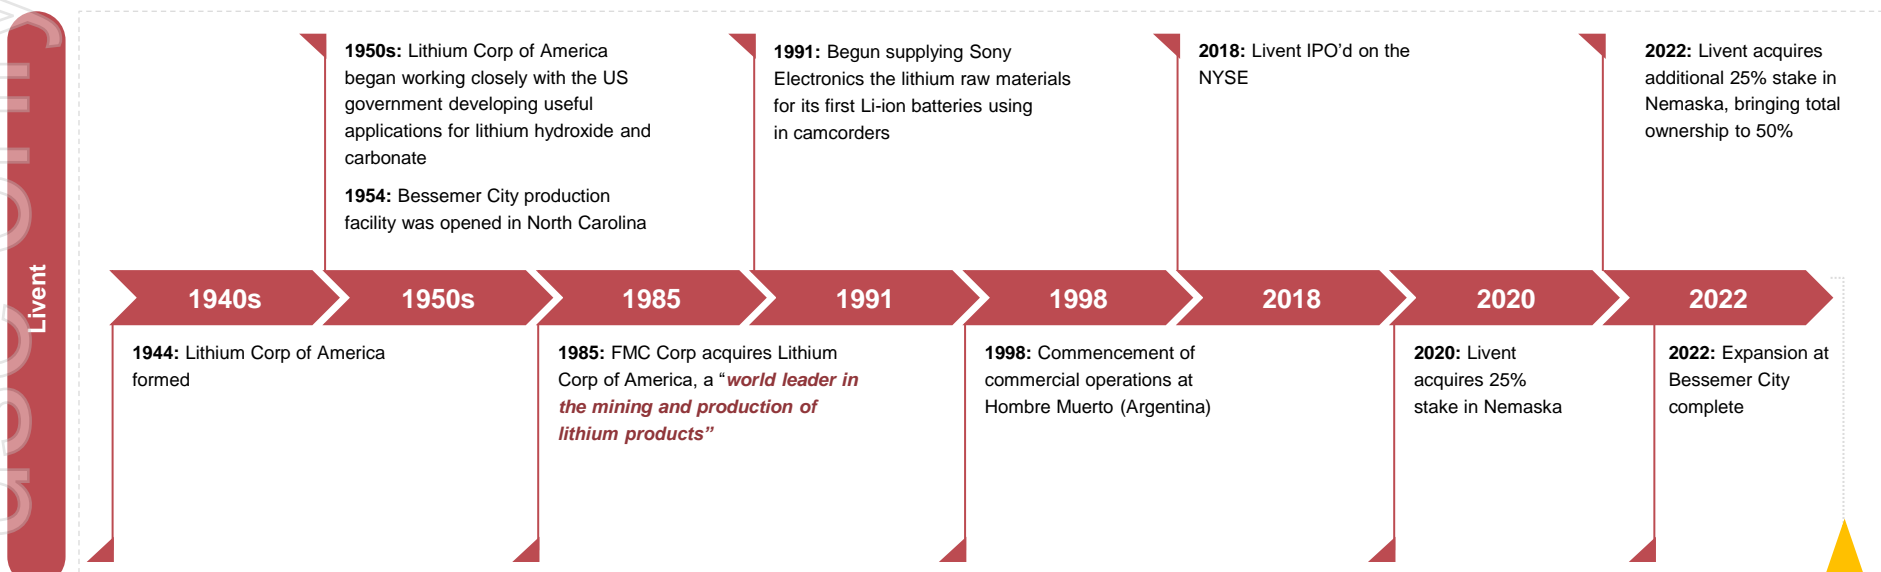 Livent
1950s: Lithium Corp of America
began working closely with the US
government developing useful
applications for lithium hydroxide and
carbonate
1954: Bessemer City production
facility was opened in North Carolina
1991: Begun supplying Sony
Electronics the lithium raw materials
for its first Li-ion batteries using
in camcorders
2018: Livent IPO’d on the
NYSE
2022: Livent acquires
additional 25% stake in
Nemaska, bringing total
ownership to 50%
1940s
1950s
1985
1991
1998
2018
2020
2022
1944: Lithium Corp of America
formed
1985: FMC Corp acquires Lithium
Corp of America, a “world leader in
the mining and production of
lithium products”
1998: Commencement of
commercial operations at
Hombre Muerto (Argentina)
2020: Livent
acquires 25%
stake in Nemaska
2022: Expansion at
Bessemer City
complete